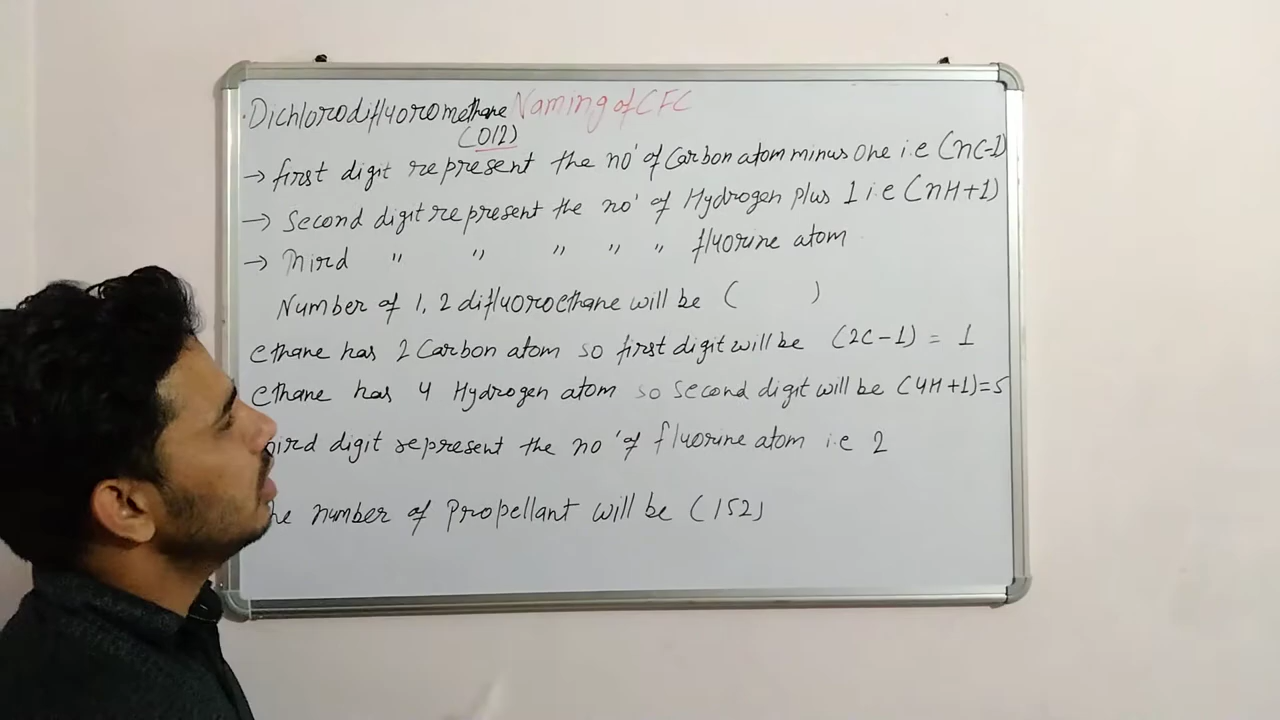 Dichlorodifluoromethane Naming of CFC
(012)
→ first digit represent the no' of Carbon atom minus one i.e (nC-1)
→ Second digit represent the no' of Hydrogen plus 1 i.e (nH+1)
→ Third " " " " " fluorine atom
Number of 1, 2 difluoroethane will be ( )
ethane has 2 Carbon atom so first digit will be (2C-1) = 1
ethane has 4 Hydrogen atom so Second digit will be (4H+1)=5
digit represent the no' of fluorine atom i.e 2
number of Propellant will be (152)